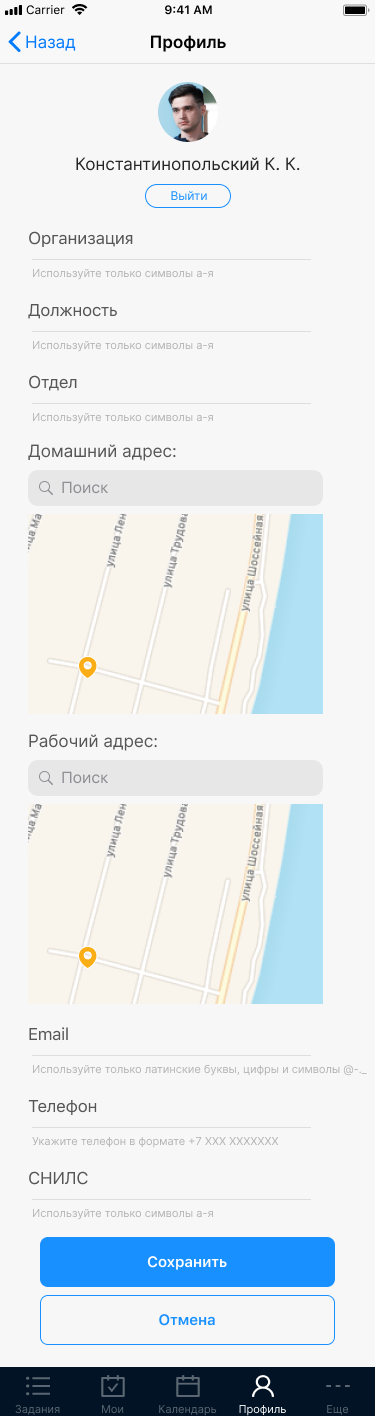 Carrier 9:41 AM
Назад Профиль
Константинопольский К. К.
Выйти
Организация
Используйте только символы а-я
Должность
Используйте только символы а-я
Отдел
Используйте только символы а-я
Домашний адрес:
Поиск
улица Ма
улица Лен
улица Трудова
улица Шоссейная
Рабочий адрес:
Поиск
улица Ма
улица Лен
улица Трудова
улица Шоссейная
Email
Используйте только латинские буквы, цифры и символы @-._
Телефон
Укажите телефон в формате +7 XXX XXXXXXX
СНИЛС
Используйте только символы а-я
Сохранить
Отмена
Задания Мои Календарь Профиль Еще